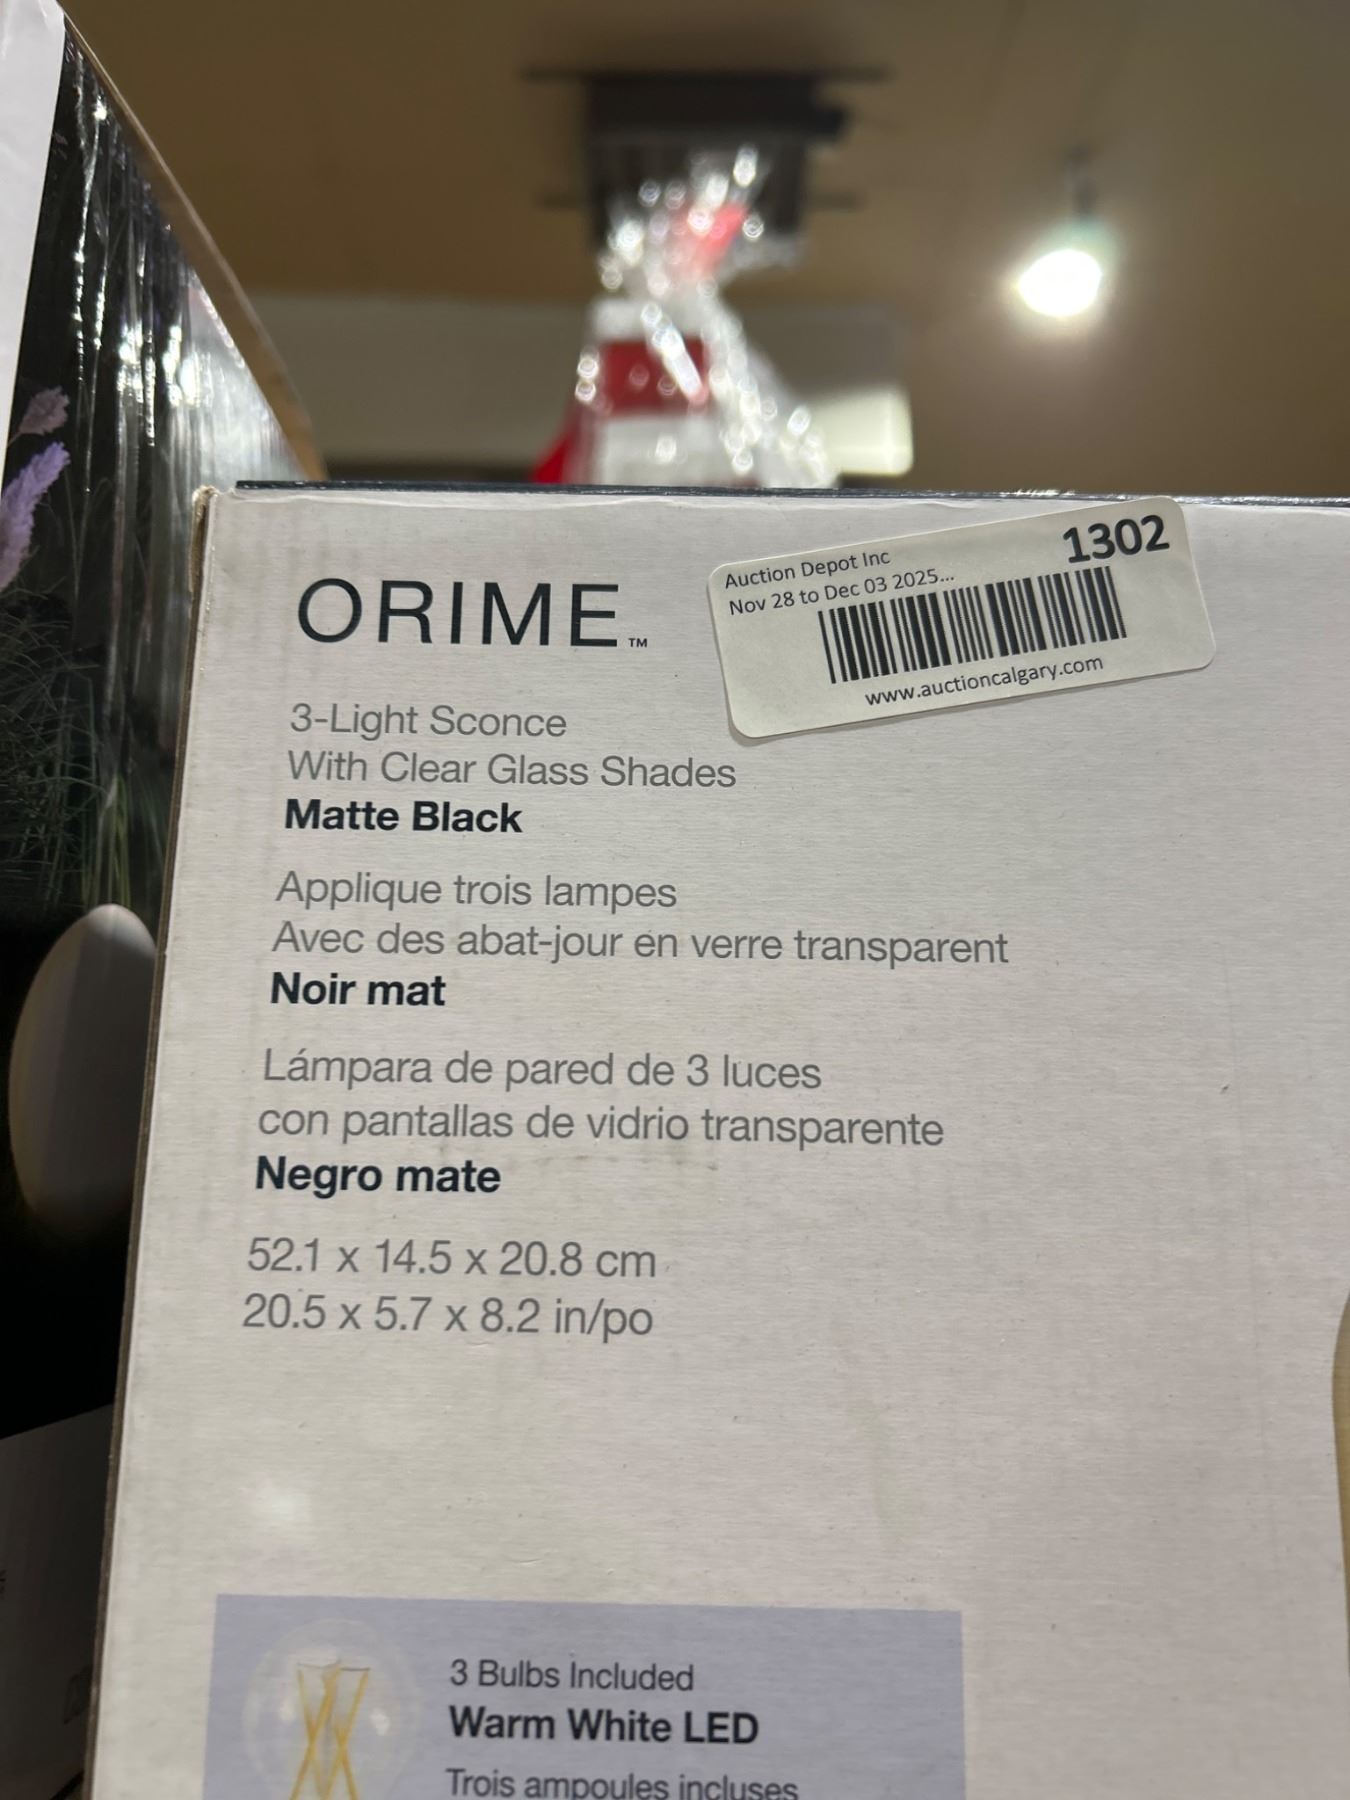 ORIME™
Auction Depot Inc
1302
Nov 28 to Dec 03 2025...
www.auctioncalgary.com
3-Light Sconce
With Clear Glass Shades
Matte Black
Applique trois lampes
Avec des abat-jour en verre transparent
Noir mat
Lámpara de pared de 3 luces
con pantallas de vidrio transparente
Negro mate
52.1 x 14.5 x 20.8 cm
20.5 x 5.7 x 8.2 in/po
3 Bulbs Included
Warm White LED
Trois ampoules incluses